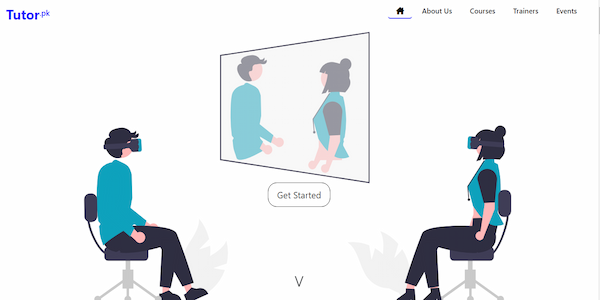 Tutor.pk
About Us
Courses
Trainers
Events
Get Started